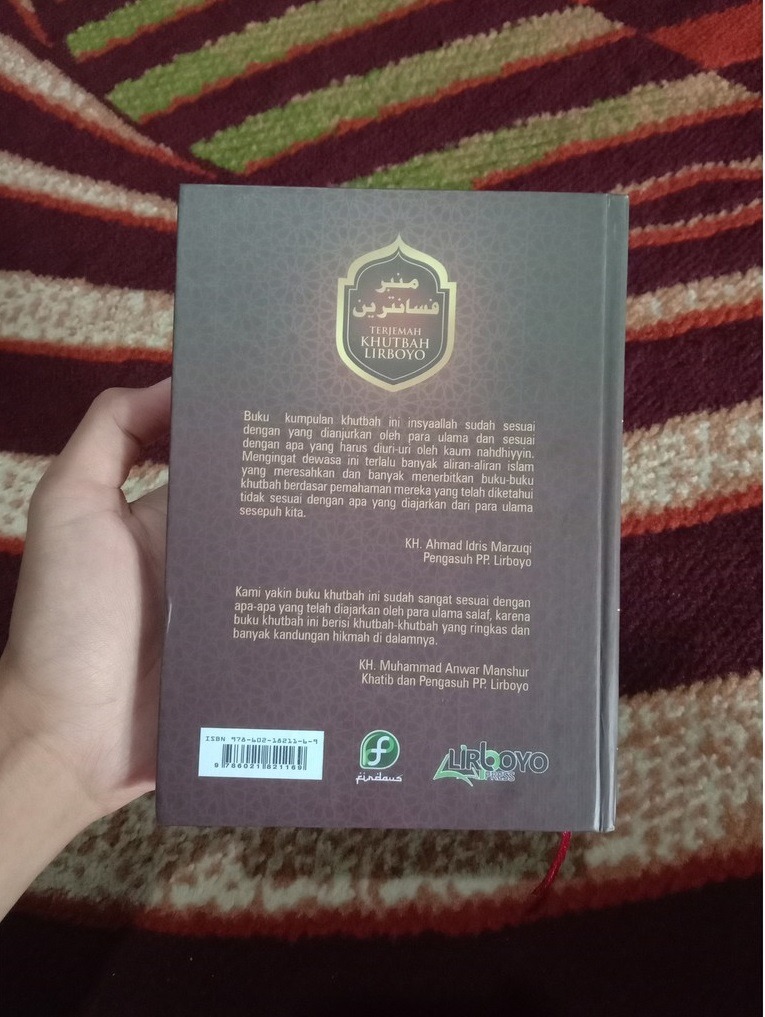 منبر
فسانترين
TERJEMAH
KHUTBAH
LIRBOYO
Buku kumpulan khutbah ini insyaallah sudah sesuai
dengan yang dianjurkan oleh para ulama dan sesuai
dengan apa yang harus diuri-uri oleh kaum nahdhiyyin.
Mengingat dewasa ini terlalu banyak aliran-aliran islam
yang meresahkan dan banyak menerbitkan buku-buku
khutbah berdasar pemahaman mereka yang telah diketahui
tidak sesuai dengan apa yang diajarkan dari para ulama
sesepuh kita.
KH. Ahmad Idris Marzuqi
Pengasuh PP. Lirboyo
Kami yakin buku khutbah ini sudah sangat sesuai dengan
apa-apa yang telah diajarkan oleh para ulama salaf, karena
buku khutbah ini berisi khutbah-khutbah yang ringkas dan
banyak kandungan hikmah di dalamnya.
KH. Muhammad Anwar Manshur
Khatib dan Pengasuh PP. Lirboyo
ISBN 978-602-18211-6-9
9 786021 821169
firdaus
LIRBOYO
PRESS